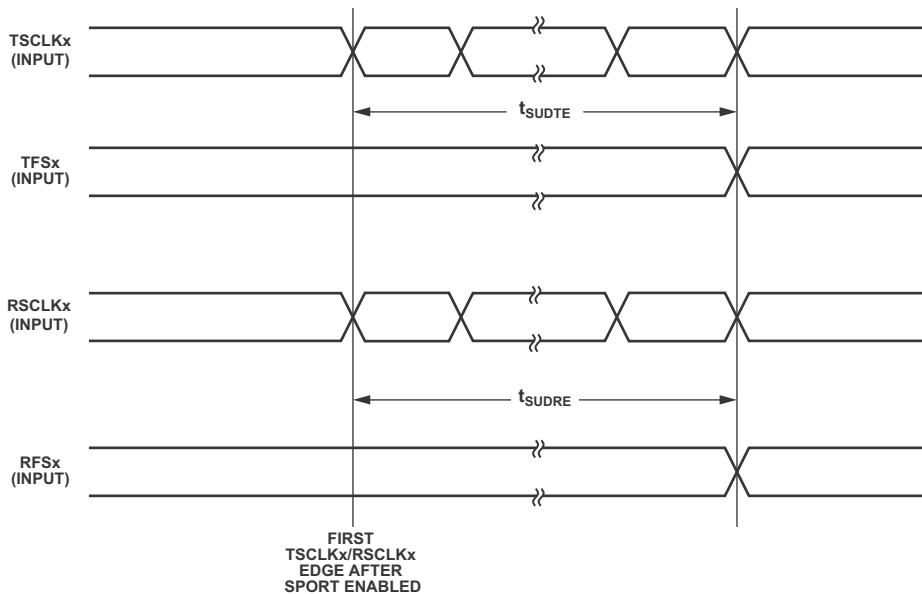 TSCLKx
(INPUT)
tSUDTE
TFSx
(INPUT)
RSCLKx
(INPUT)
tSUDRE
RFSx
(INPUT)
FIRST
TSCLKx/RSCLKx
EDGE AFTER
SPORT ENABLED